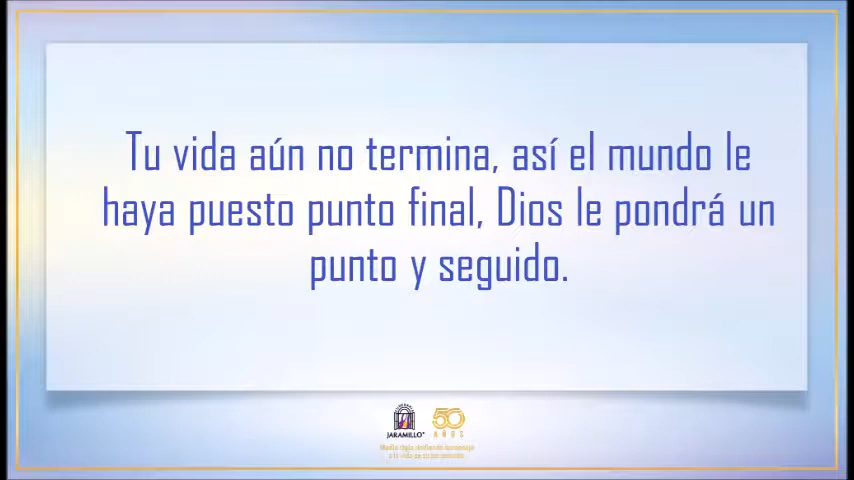 Tu vida aún no termina, así el mundo le
haya puesto punto final, Dios le pondrá un
punto y seguido.
JARAMILLO
50
AÑOS